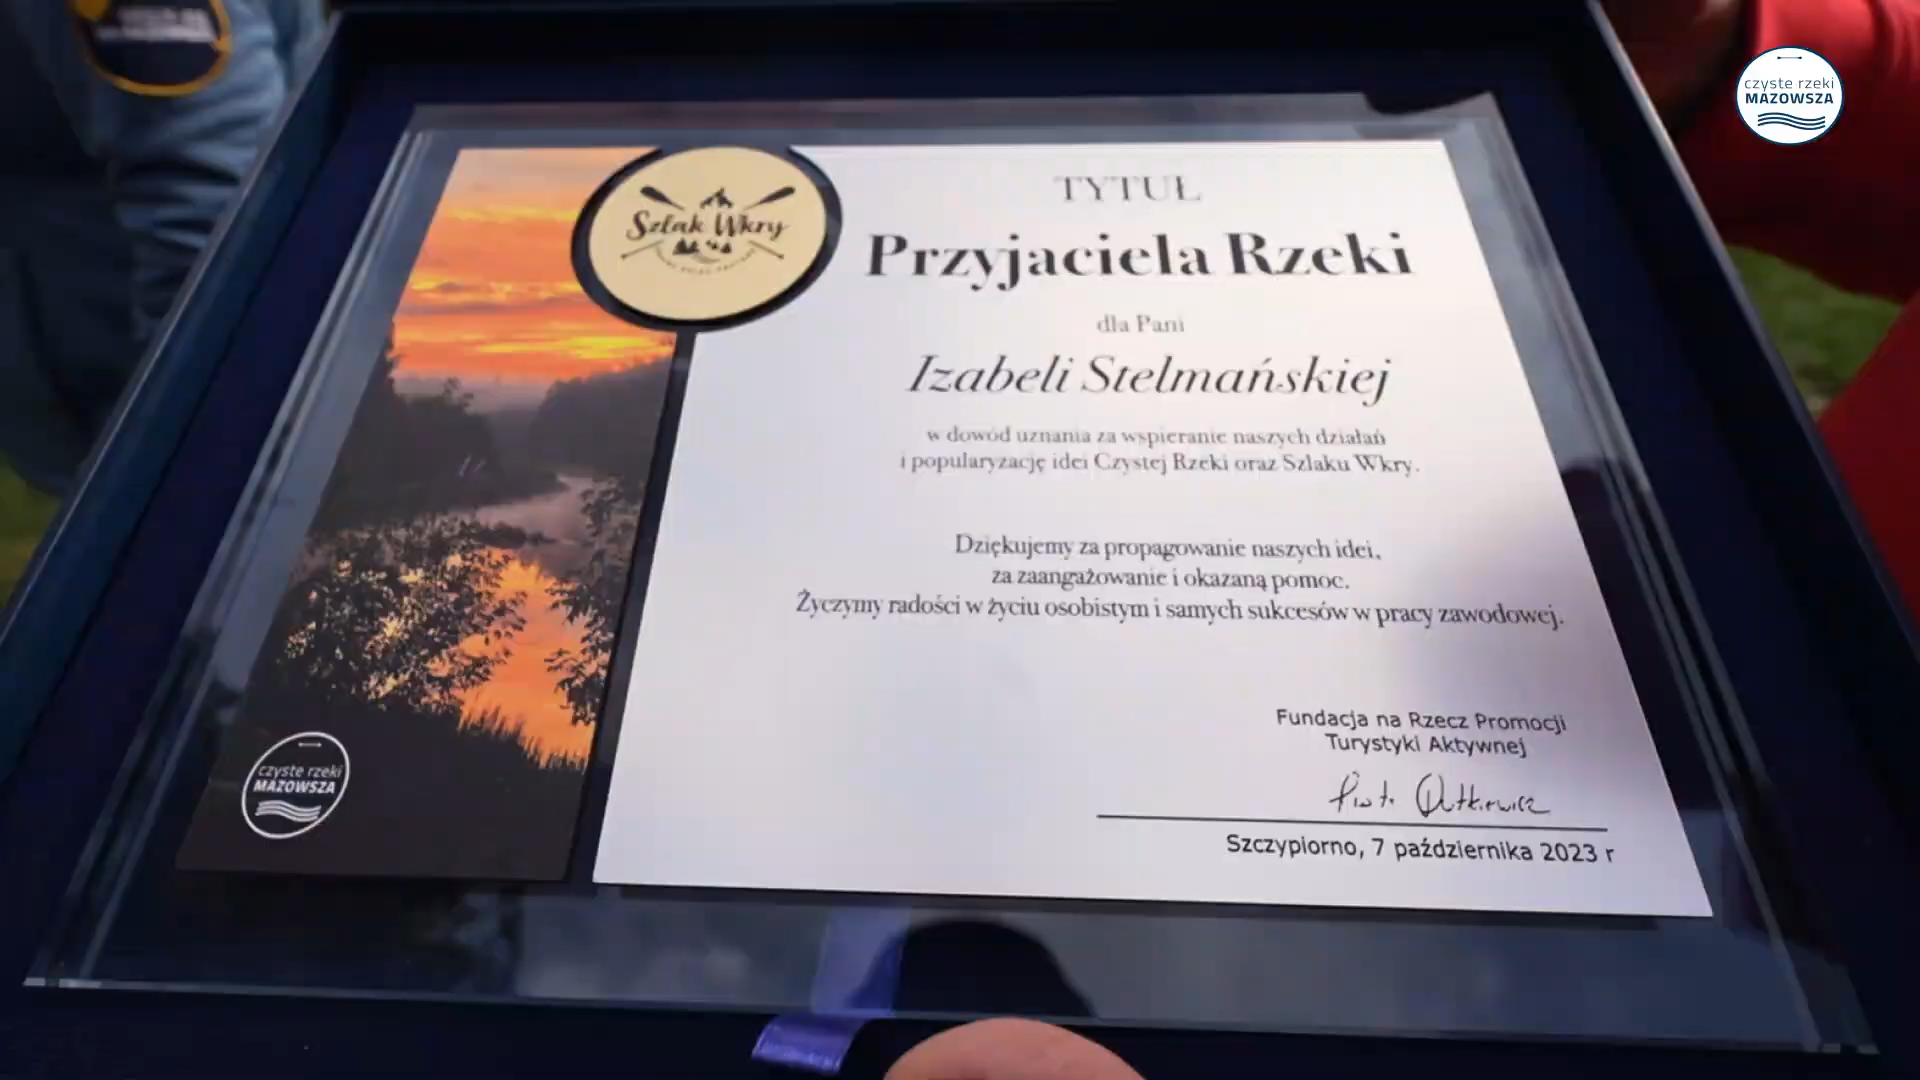 czyste rzeki
MAZOWSZA
Szlak Wkry
TYTUŁ
Przyjaciela Rzeki
dla Pani
Izabeli Stelmańskiej
w dowód uznania za wspieranie naszych działań
i popularyzację idei Czystej Rzeki oraz Szlaku Wkry.
Dziękujemy za propagowanie naszych idei,
za zaangażowanie i okazaną pomoc.
Życzymy radości w życiu osobistym i samych sukcesów w pracy zawodowej.
Fundacja na Rzecz Promocji
Turystyki Aktywnej
Szczypiorno, 7 października 2023 r
czyste rzeki
MAZOWSZA